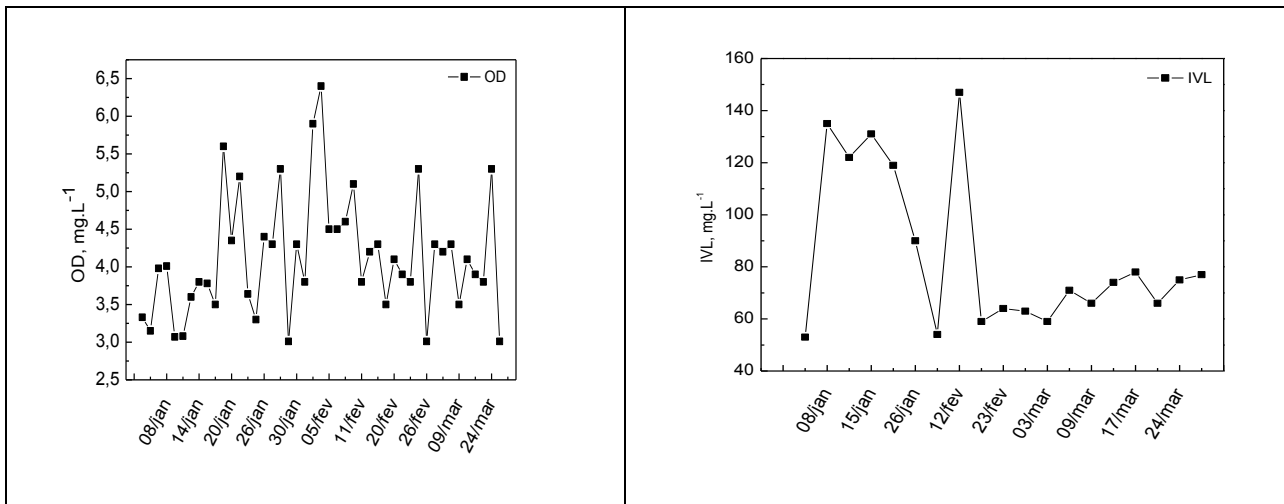 OD
6,5
6,0
5,5
5,0
4,5
4,0
3,5
3,0
2,5
OD, mg.L⁻¹
08/jan
14/jan
20/jan
26/jan
30/jan
05/fev
11/fev
20/fev
26/fev
09/mar
24/mar
IVL
160
140
120
100
80
60
40
IVL, mg.L⁻¹
08/jan
15/jan
26/jan
12/fev
23/fev
03/mar
09/mar
17/mar
24/mar